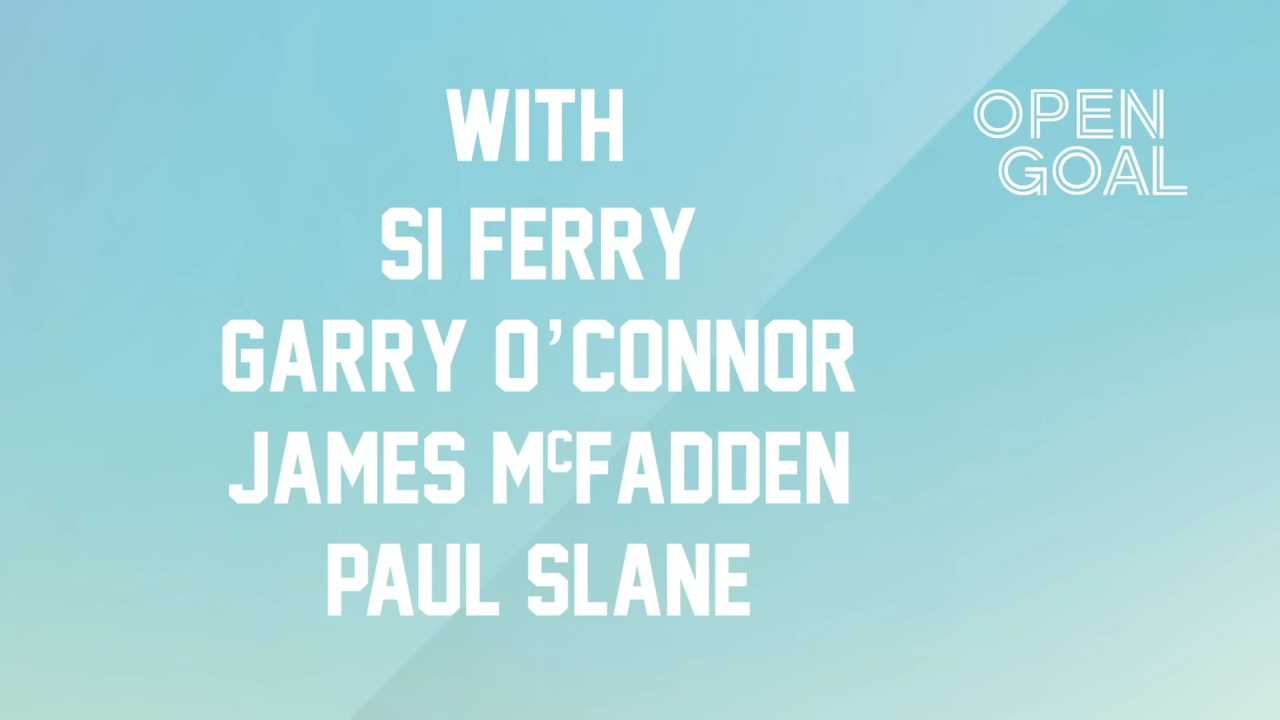 WITH
SI FERRY
GARRY O’CONNOR
JAMES McFADDEN
PAUL SLANE
OPEN
GOAL